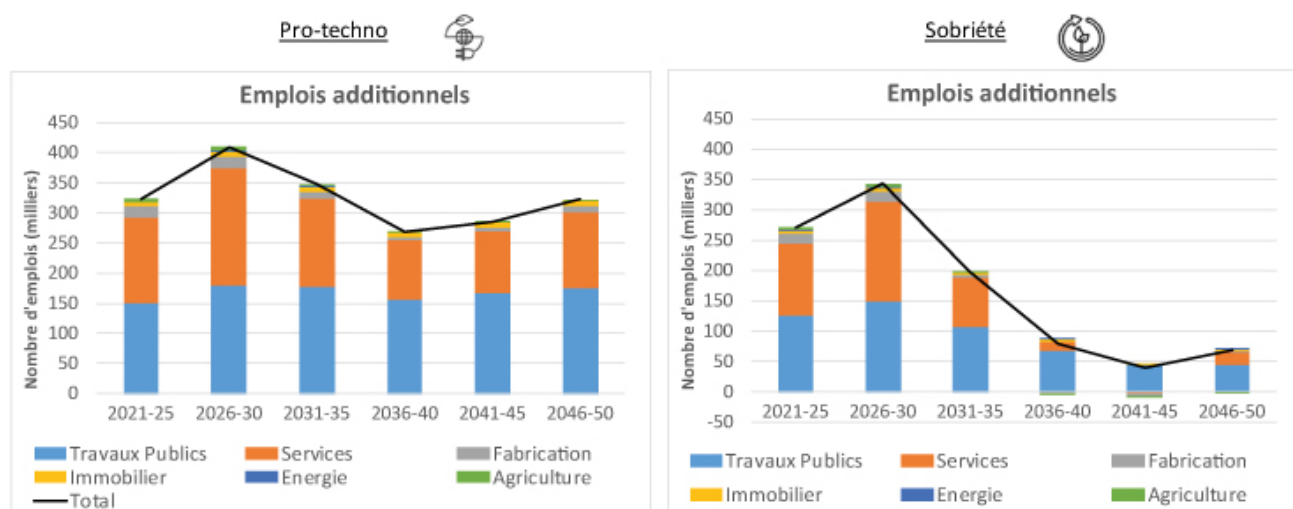 Pro-techno
Emplois additionnels
Nombre d'emplois (milliers)
450
400
350
300
250
200
150
100
50
0
2021-25 2026-30 2031-35 2036-40 2041-45 2046-50
Travaux Publics Services Fabrication
Immobilier Energie Agriculture
Total
Sobriété
Emplois additionnels
Nombre d'emplois (milliers)
450
400
350
300
250
200
150
100
50
0
-50
2021-25 2026-30 2031-35 2036-40 2041-45 2046-50
Travaux Publics Services Fabrication
Immobilier Energie Agriculture